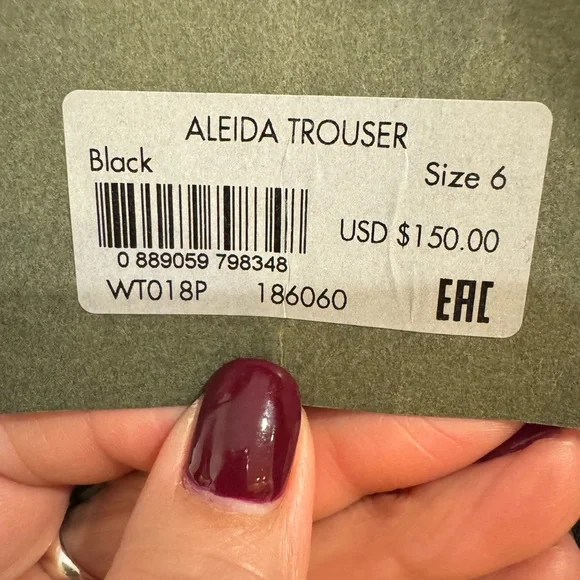 ALEIDA TROUSER
Black
Size 6
USD $150.00
0 889059 798348
WT018P 186060
EAC